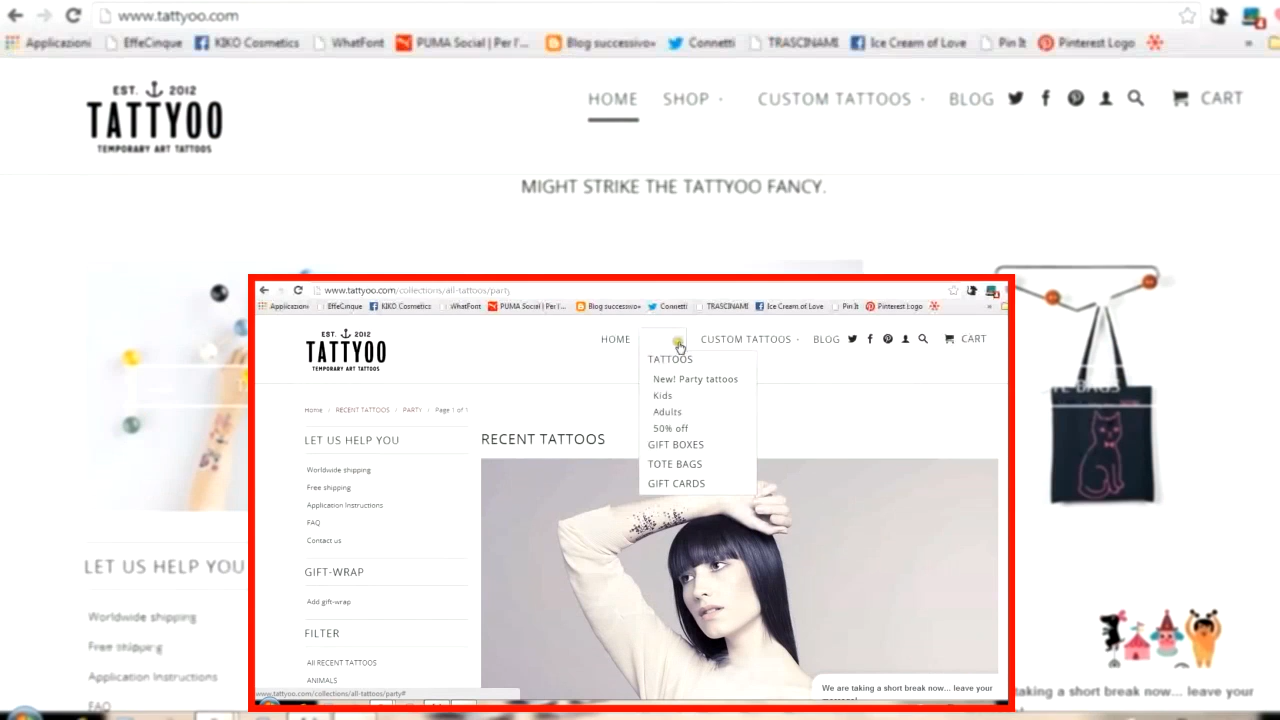 www.tattyoo.com
Applicazioni EffeCinque KIKO Cosmetics WhatFont PUMA Social | Per l'... Blog successivo» Connetti TRASCINAMI Ice Cream of Love Pin It Pinterest Logo »
EST. 2012
TATTYOO
TEMPORARY ART TATTOOS
HOME SHOP CUSTOM TATTOOS BLOG CART
MIGHT STRIKE THE TATTYOO FANCY.
LET US HELP YOU
Worldwide shipping
Free shipping
Application Instructions
FAQ
taking a short break now... leave your
www.tattyoo.com/collections/all-tattoos/party
Applicazioni EffeCinque KIKO Cosmetics WhatFont PUMA Social | Per l'... Blog successivo» Connetti TRASCINAMI Ice Cream of Love Pin It Pinterest Logo »
EST. 2012
TATTYOO
TEMPORARY ART TATTOOS
HOME CUSTOM TATTOOS BLOG CART
TATTOOS
New! Party tattoos
Kids
Adults
50% off
GIFT BOXES
TOTE BAGS
GIFT CARDS
Home / RECENT TATTOOS / PARTY / Page 1 of 1
LET US HELP YOU
Worldwide shipping
Free shipping
Application Instructions
FAQ
Contact us
GIFT-WRAP
Add gift-wrap
FILTER
All RECENT TATTOOS
ANIMALS
RECENT TATTOOS
We are taking a short break now... leave your
www.tattyoo.com/collections/all-tattoos/party#